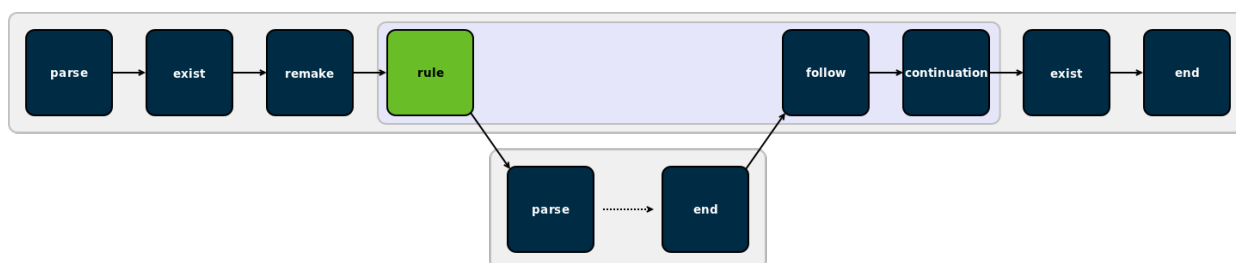 parse
exist
remake
rule
follow
continuation
exist
end
parse
end